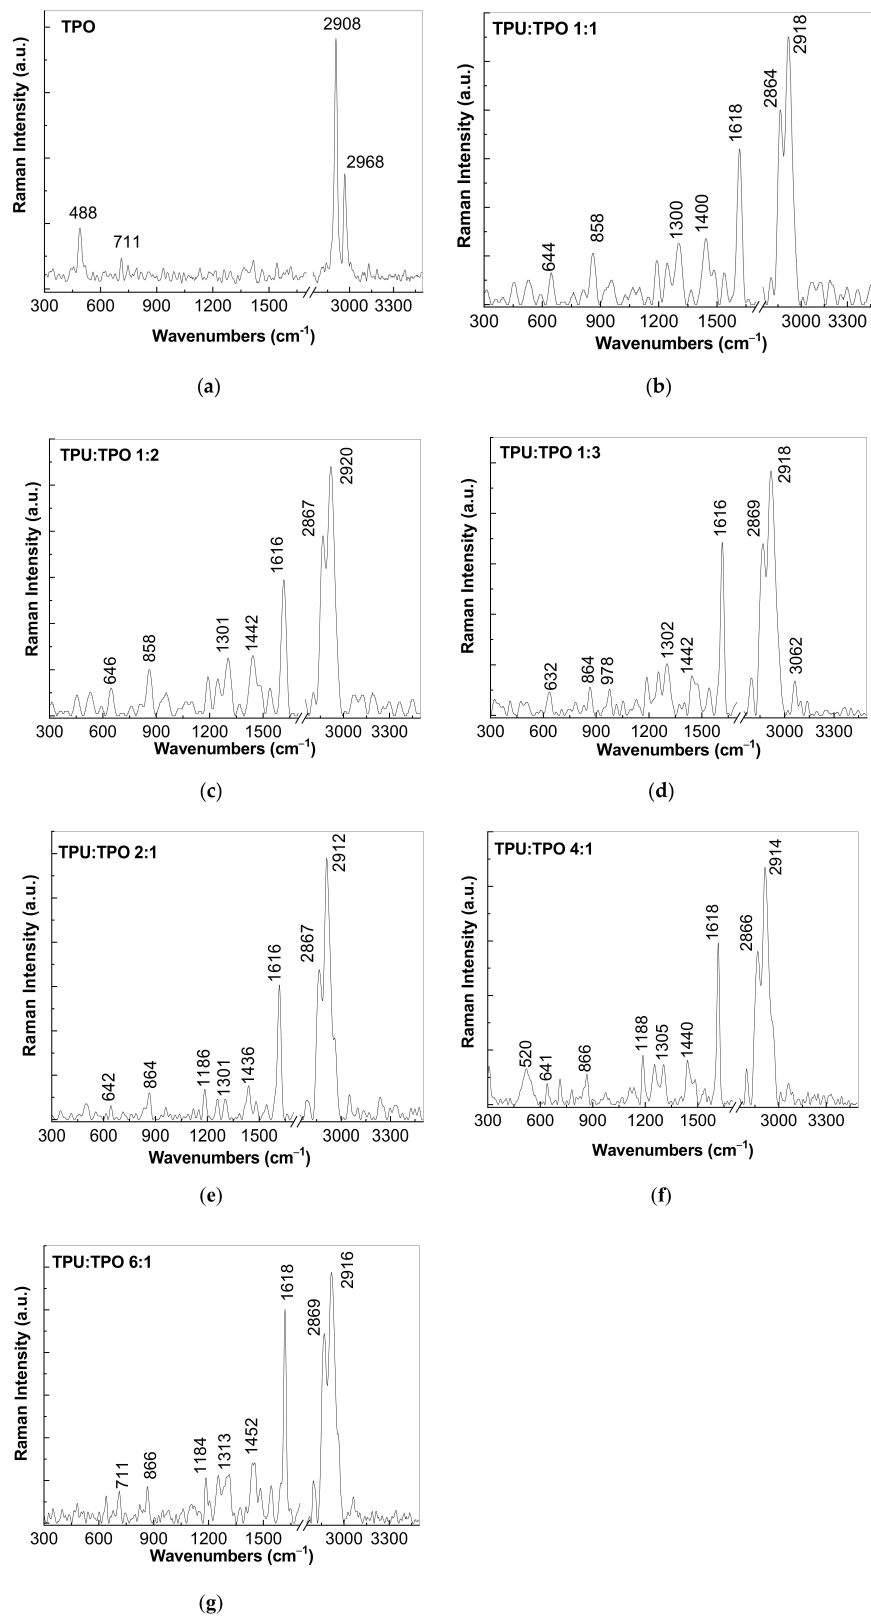 TPO
2908
2968
488
711
Raman Intensity (a.u.)
300 600 900 1200 1500 3000 3300
Wavenumbers (cm-1)
(a)
TPU:TPO 1:1
2918
2864
1618
1400
1300
858
644
Raman Intensity (a.u.)
300 600 900 1200 1500 3000 3300
Wavenumbers (cm−1)
(b)
TPU:TPO 1:2
2920
2867
1616
1442
1301
858
646
Raman Intensity (a.u.)
300 600 900 1200 1500 3000 3300
Wavenumbers (cm−1)
(c)
TPU:TPO 1:3
2918
2869
1616
3062
1302
1442
864
978
632
Raman Intensity (a.u.)
300 600 900 1200 1500 3000 3300
Wavenumbers (cm−1)
(d)
TPU:TPO 2:1
2912
2867
1616
1436
1301
1186
864
642
Raman Intensity (a.u.)
300 600 900 1200 1500 3000 3300
Wavenumbers (cm−1)
(e)
TPU:TPO 4:1
2914
2866
1618
1440
1305
1188
866
641
520
Raman Intensity (a.u.)
300 600 900 1200 1500 3000 3300
Wavenumbers (cm−1)
(f)
TPU:TPO 6:1
2916
2869
1618
1452
1313
1184
866
711
Raman Intensity (a.u.)
300 600 900 1200 1500 3000 3300
Wavenumbers (cm−1)
(g)